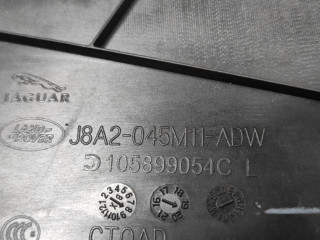 JAGUAR
LAND-
ROVER
J8A2-045M11-ADW
105899054C L